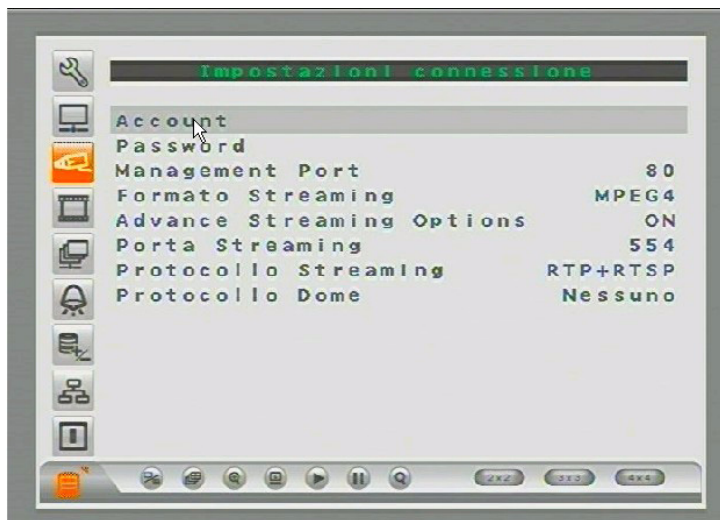 Impostazioni connessione
Account
Password
Management Port 80
Formato Streaming MPEG4
Advance Streaming Options ON
Porta Streaming 554
Protocollo Streaming RTP+RTSP
Protocollo Dome Nessuno
2x2 3x3 4x4